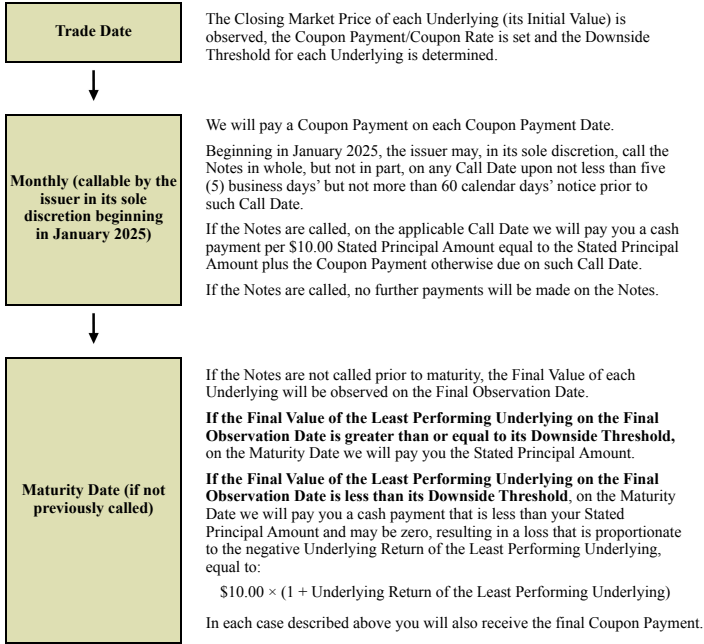 Trade Date
The Closing Market Price of each Underlying (its Initial Value) is
observed, the Coupon Payment/Coupon Rate is set and the Downside
Threshold for each Underlying is determined.
Monthly (callable by the
issuer in its sole
discretion beginning
in January 2025)
We will pay a Coupon Payment on each Coupon Payment Date.
Beginning in January 2025, the issuer may, in its sole discretion, call the
Notes in whole, but not in part, on any Call Date upon not less than five
(5) business days’ but not more than 60 calendar days’ notice prior to
such Call Date.
If the Notes are called, on the applicable Call Date we will pay you a cash
payment per $10.00 Stated Principal Amount equal to the Stated Principal
Amount plus the Coupon Payment otherwise due on such Call Date.
If the Notes are called, no further payments will be made on the Notes.
Maturity Date (if not
previously called)
If the Notes are not called prior to maturity, the Final Value of each
Underlying will be observed on the Final Observation Date.
If the Final Value of the Least Performing Underlying on the Final
Observation Date is greater than or equal to its Downside Threshold,
on the Maturity Date we will pay you the Stated Principal Amount.
If the Final Value of the Least Performing Underlying on the Final
Observation Date is less than its Downside Threshold, on the Maturity
Date we will pay you a cash payment that is less than your Stated
Principal Amount and may be zero, resulting in a loss that is proportionate
to the negative Underlying Return of the Least Performing Underlying,
equal to:
$10.00 × (1 + Underlying Return of the Least Performing Underlying)
In each case described above you will also receive the final Coupon Payment.